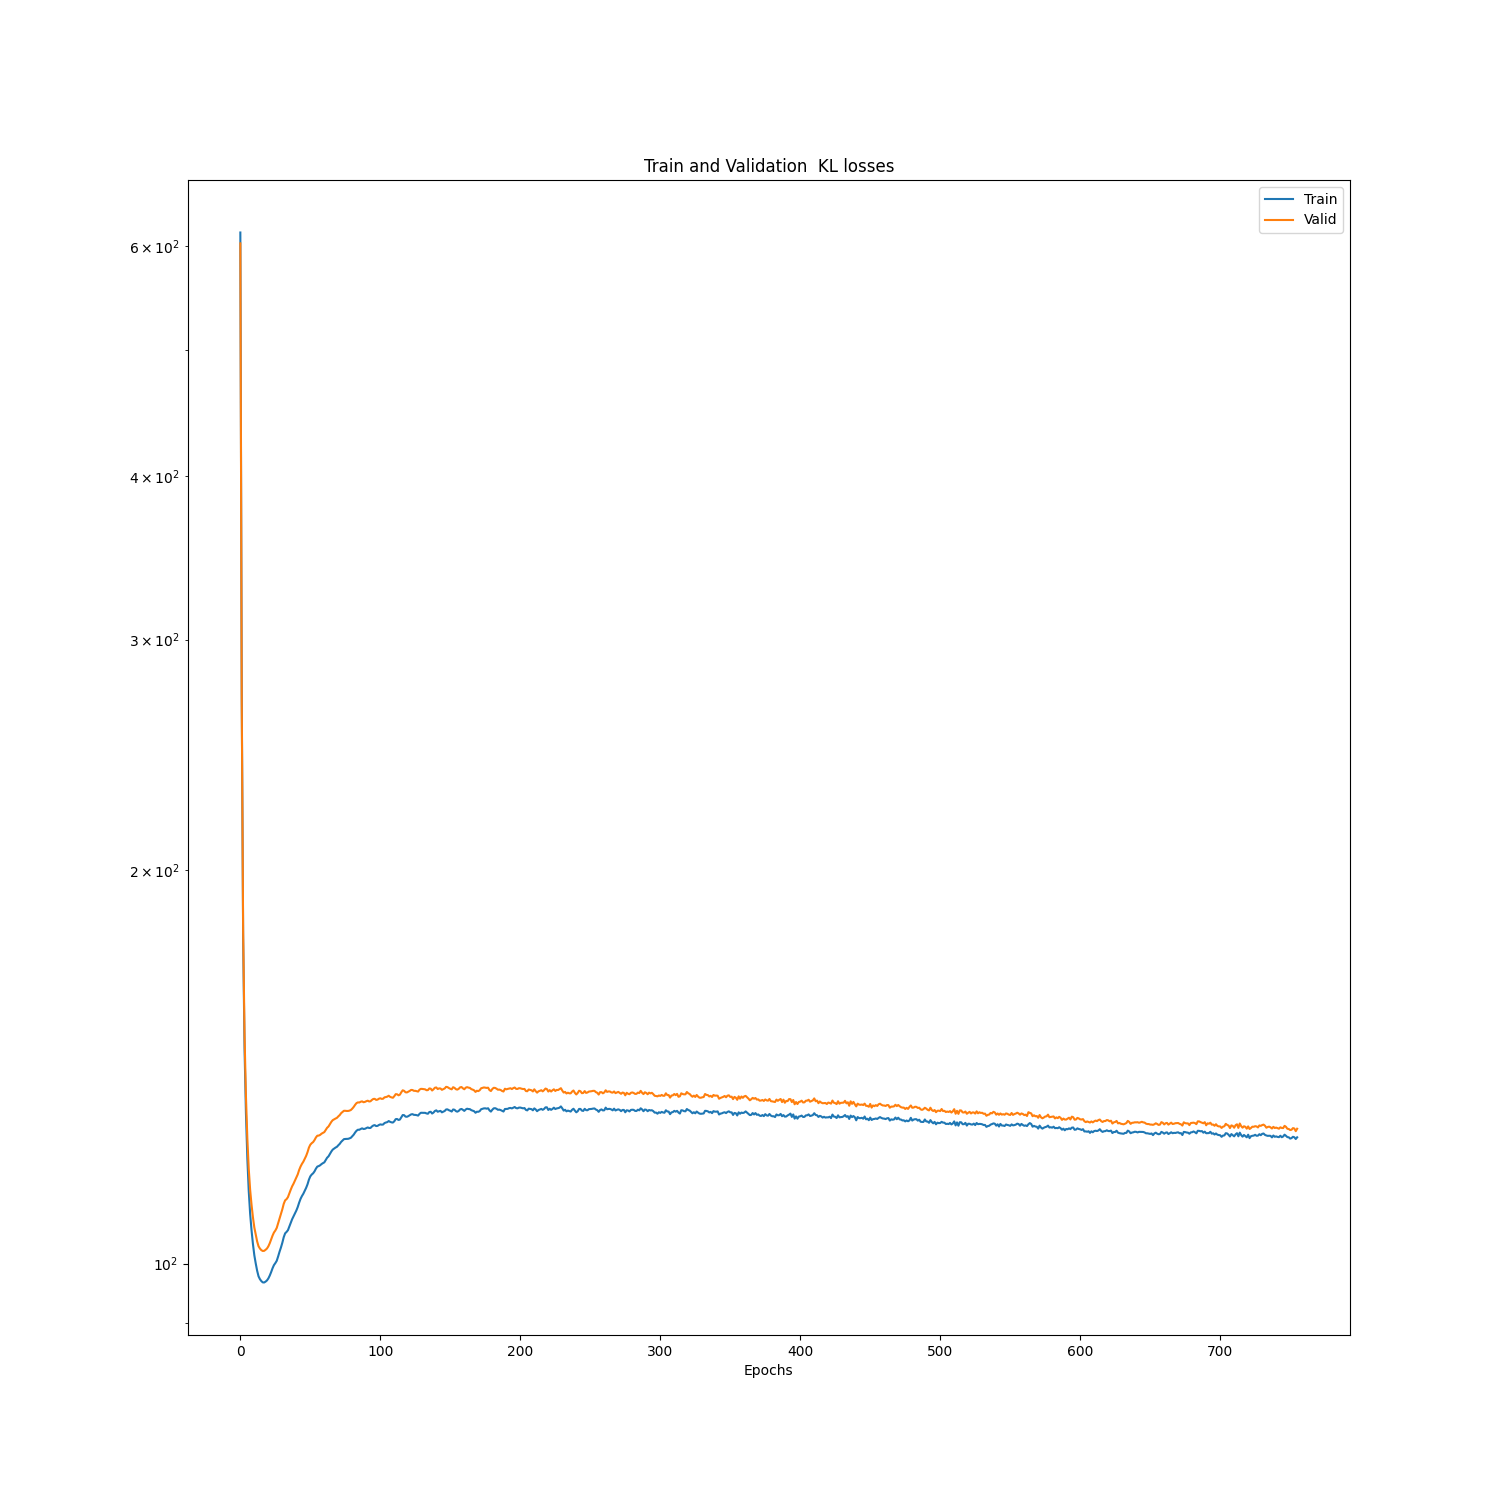 Train and Validation  KL losses
Train
Valid
6 × 10²
4 × 10²
3 × 10²
2 × 10²
10²
0 100 200 300 400 500 600 700
Epochs